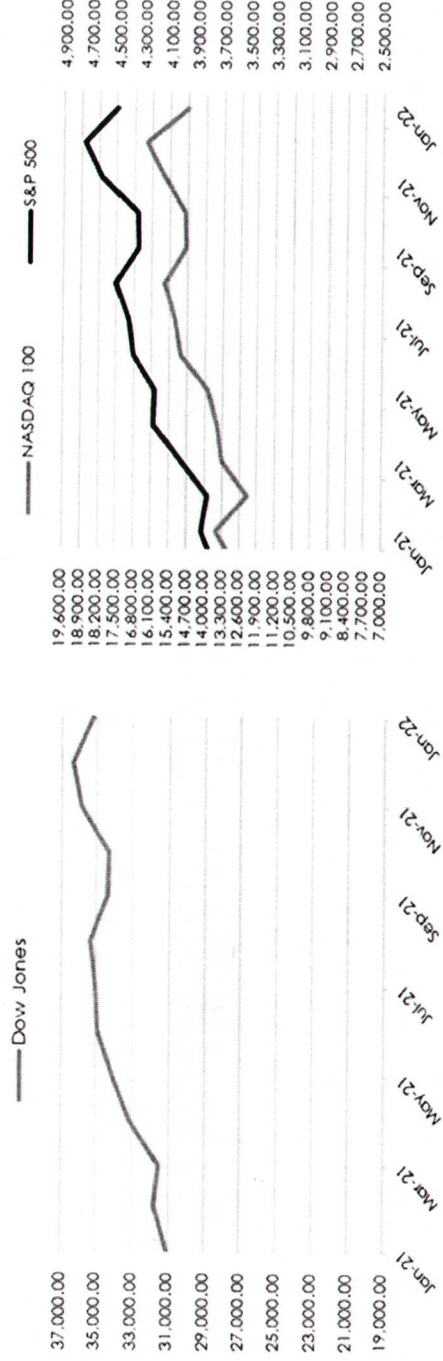 Dow Jones
37,000.00
35,000.00
33,000.00
31,000.00
29,000.00
27,000.00
25,000.00
23,000.00
21,000.00
19,000.00
Jan-21
Mar-21
May-21
Jul-21
Sep-21
Nov-21
Jan-22
NASDAQ 100
S&P 500
19,600.00
18,900.00
18,200.00
17,500.00
16,800.00
16,100.00
15,400.00
14,700.00
14,000.00
13,300.00
12,600.00
11,900.00
11,200.00
10,500.00
9,800.00
9,100.00
8,400.00
7,700.00
7,000.00
4,900.00
4,700.00
4,500.00
4,300.00
4,100.00
3,900.00
3,700.00
3,500.00
3,300.00
3,100.00
2,900.00
2,700.00
2,500.00
Jan-21
Mar-21
May-21
Jul-21
Sep-21
Nov-21
Jan-22